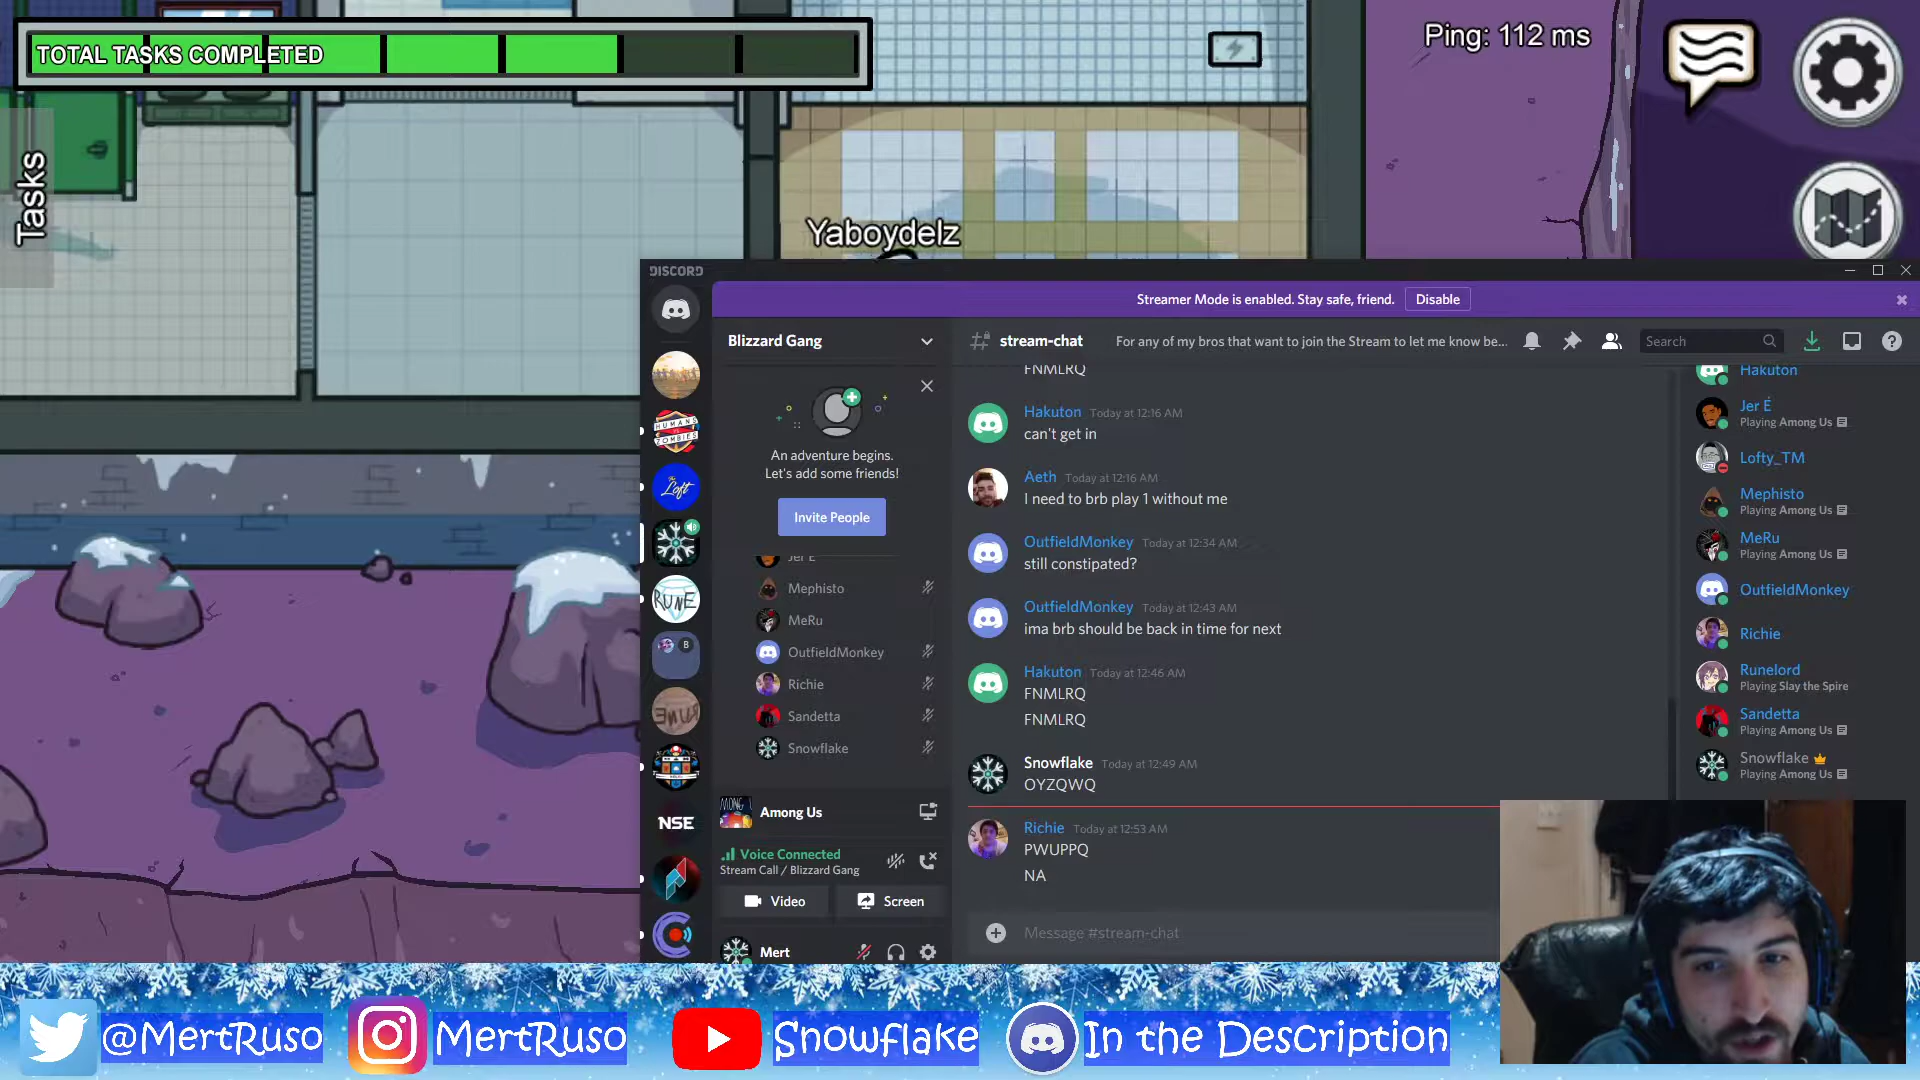 TOTAL TASKS COMPLETED
Ping: 112 ms
Tasks
Yaboydelz
DISCORD
Streamer Mode is enabled. Stay safe, friend.
Disable
Blizzard Gang
stream-chat
For any of my bros that want to join the Stream to let me know be...
Search
An adventure begins.
Let's add some friends!
Invite People
Jer É
Mephisto
MeRu
OutfieldMonkey
Richie
Sandetta
Snowflake
Among Us
Voice Connected
Stream Call / Blizzard Gang
Video
Screen
Mert
HUMANS
ZOMBIES
The Loft
RUNE
B
RUNE
NSE
FNMLRQ
Hakuton Today at 12:16 AM
can't get in
Aeth Today at 12:16 AM
I need to brb play 1 without me
OutfieldMonkey Today at 12:34 AM
still constipated?
OutfieldMonkey Today at 12:43 AM
ima brb should be back in time for next
Hakuton Today at 12:46 AM
FNMLRQ
FNMLRQ
Snowflake Today at 12:49 AM
OYZQWQ
Richie Today at 12:53 AM
PWUPPQ
NA
Message #stream-chat
Hakuton
Jer É
Playing Among Us
Lofty_TM
Mephisto
Playing Among Us
MeRu
Playing Among Us
OutfieldMonkey
Richie
Runelord
Playing Slay the Spire
Sandetta
Playing Among Us
Snowflake
Playing Among Us
@MertRuso
MertRuso
Snowflake
In the Description